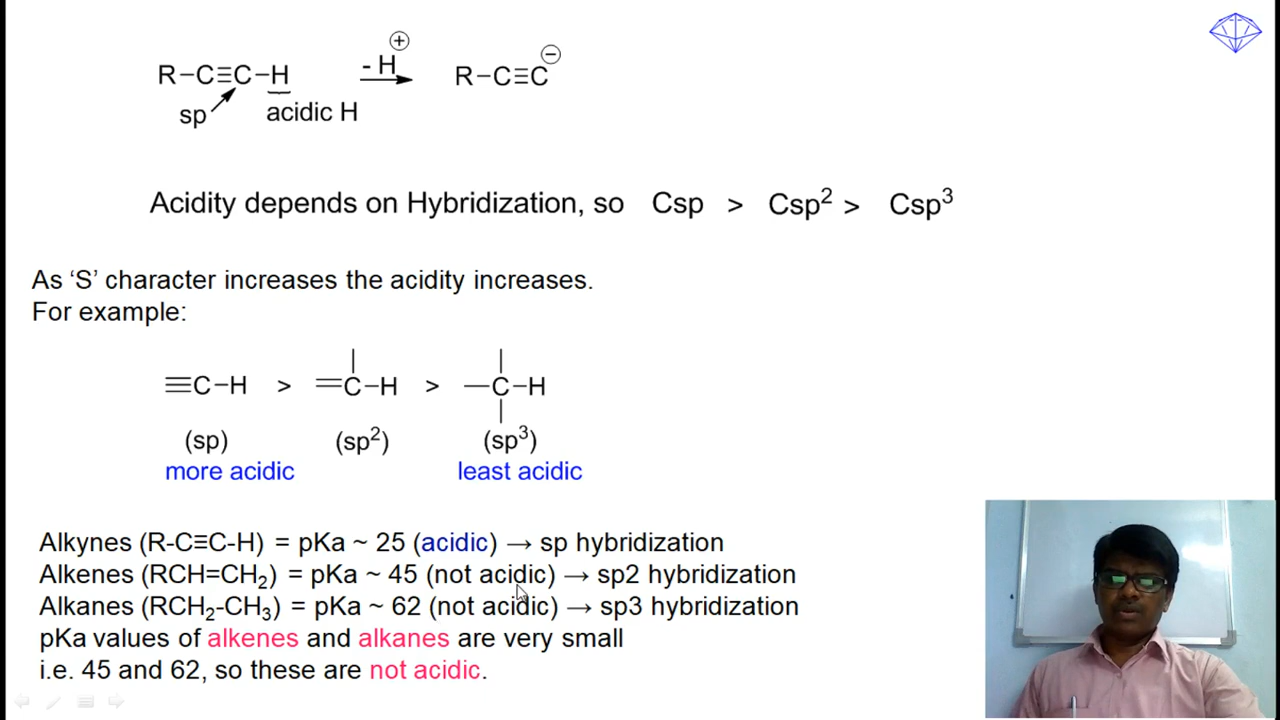 R–C≡C–H - H⊕ R–C≡C⊖
sp acidic H
Acidity depends on Hybridization, so Csp > Csp² > Csp³
As ‘S’ character increases the acidity increases.
For example:
≡C–H > =C–H > —C–H
(sp) (sp²) (sp³)
more acidic least acidic
Alkynes (R-C≡C-H) = pKa ~ 25 (acidic) → sp hybridization
Alkenes (RCH=CH₂) = pKa ~ 45 (not acidic) → sp2 hybridization
Alkanes (RCH₂-CH₃) = pKa ~ 62 (not acidic) → sp3 hybridization
pKa values of alkenes and alkanes are very small
i.e. 45 and 62, so these are not acidic.